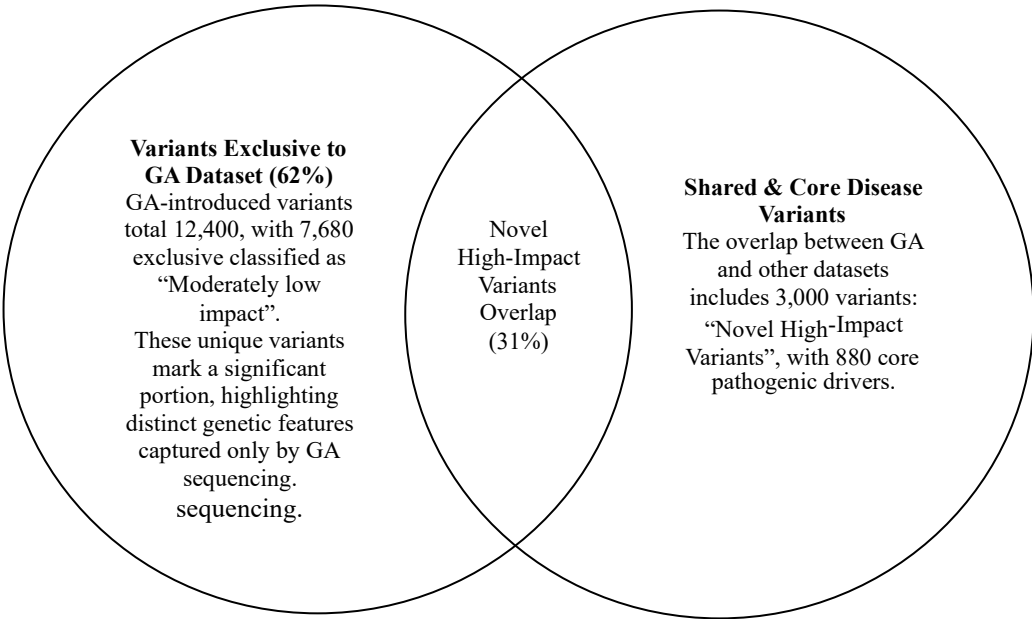 Variants Exclusive to
GA Dataset (62%)
GA-introduced variants
total 12,400, with 7,680
exclusive classified as
“Moderately low
impact”.
These unique variants
mark a significant
portion, highlighting
distinct genetic features
captured only by GA
sequencing.
sequencing.
Novel
High-Impact
Variants
Overlap
(31%)
Shared & Core Disease
Variants
The overlap between GA
and other datasets
includes 3,000 variants:
“Novel High-Impact
Variants”, with 880 core
pathogenic drivers.